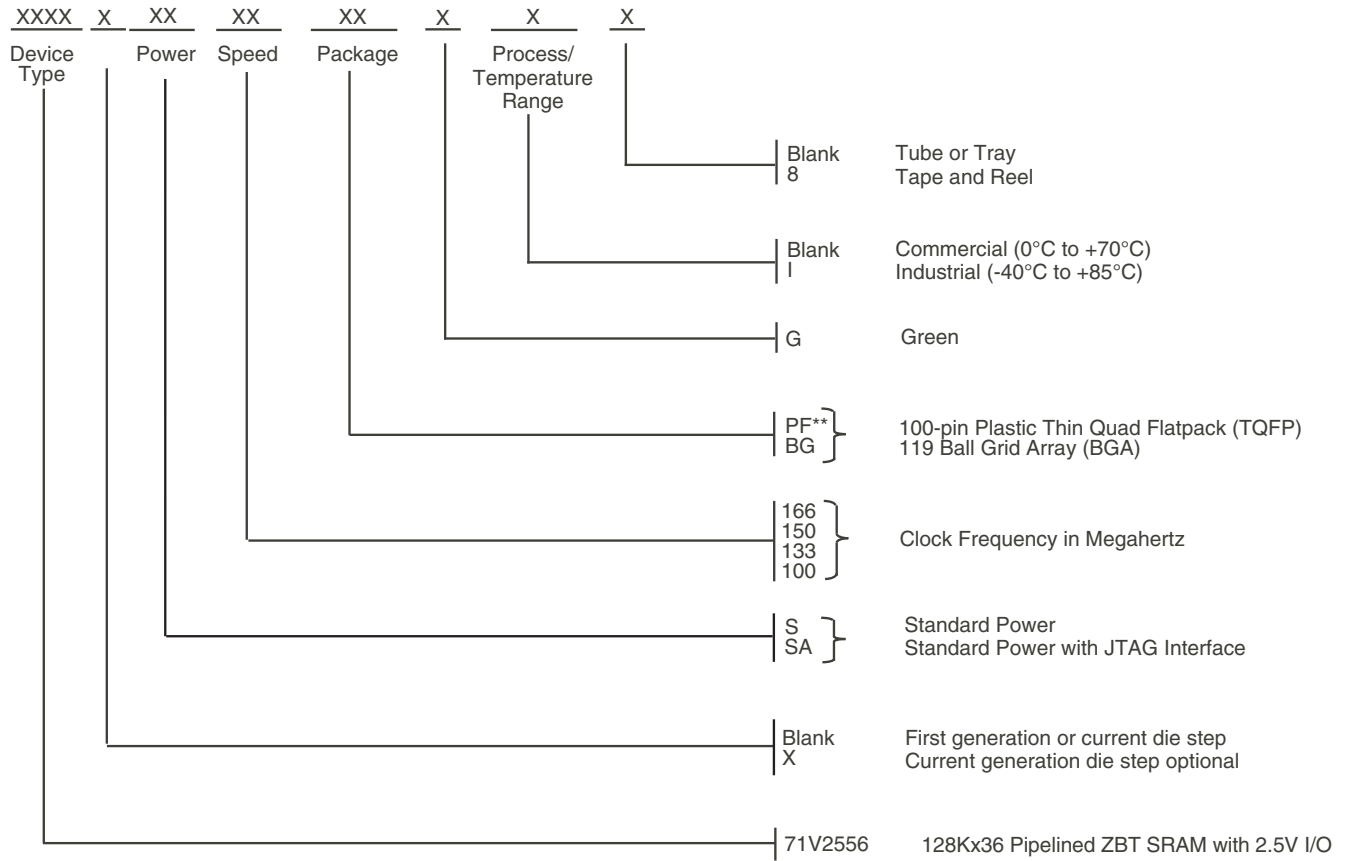 XXXX X XX XX XX X X X
Device Type Power Speed Package Process/ Temperature Range
Blank Tube or Tray
8 Tape and Reel
Blank Commercial (0°C to +70°C)
I Industrial (-40°C to +85°C)
G Green
PF** 100-pin Plastic Thin Quad Flatpack (TQFP)
BG 119 Ball Grid Array (BGA)
166
150
133
100
Clock Frequency in Megahertz
S Standard Power
SA Standard Power with JTAG Interface
Blank First generation or current die step
X Current generation die step optional
71V2556 128Kx36 Pipelined ZBT SRAM with 2.5V I/O